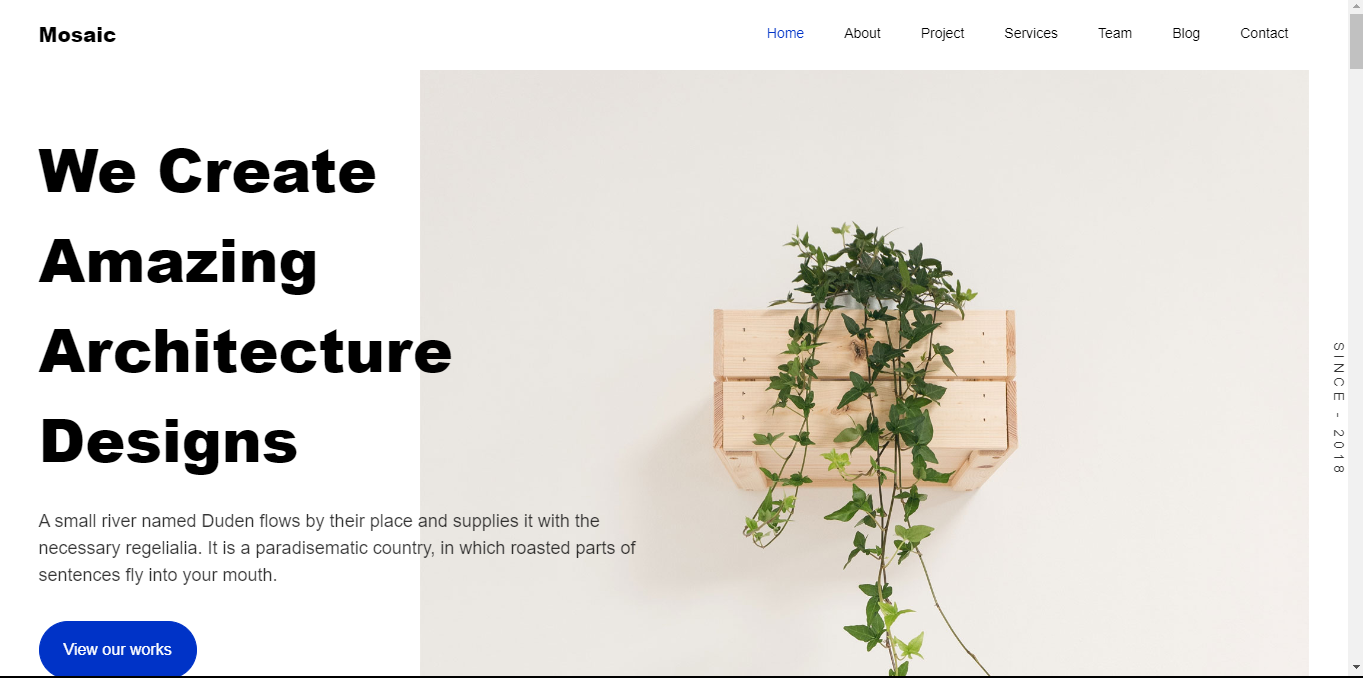 Mosaic
Home About Project Services Team Blog Contact
We Create
Amazing
Architecture
Designs
A small river named Duden flows by their place and supplies it with the
necessary regelialia. It is a paradisematic country, in which roasted parts of
sentences fly into your mouth.
View our works
SINCE - 2018